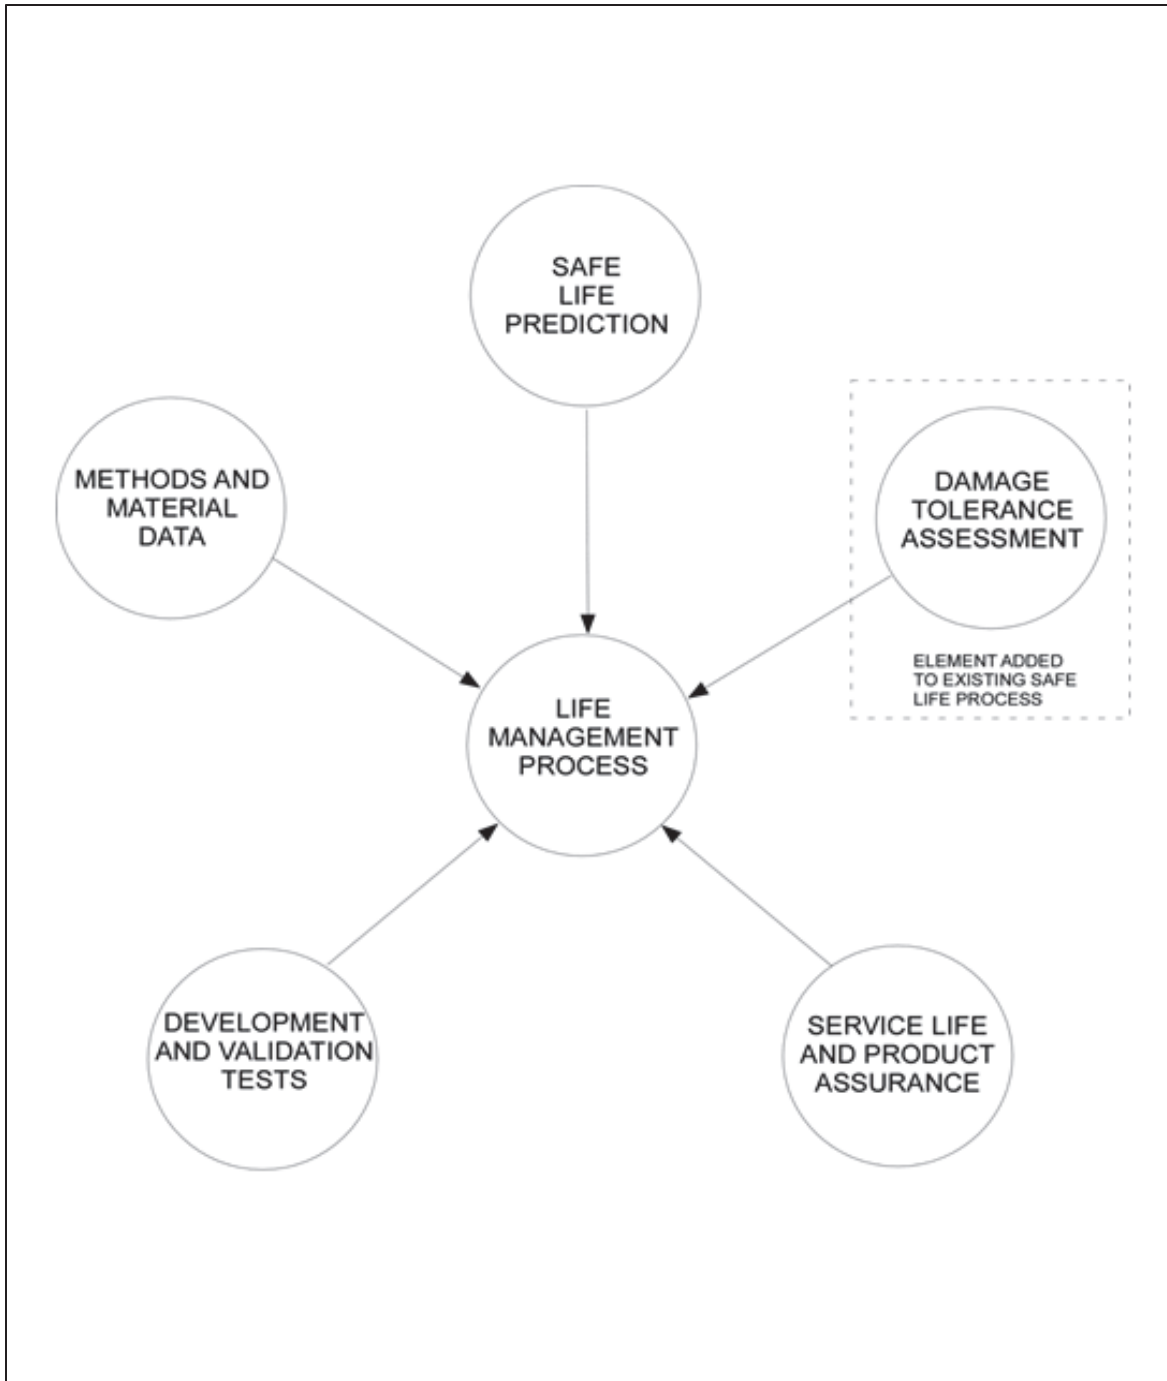 SAFE
LIFE
PREDICTION
METHODS AND
MATERIAL
DATA
DAMAGE
TOLERANCE
ASSESSMENT
ELEMENT ADDED
TO EXISTING SAFE
LIFE PROCESS
LIFE
MANAGEMENT
PROCESS
DEVELOPMENT
AND VALIDATION
TESTS
SERVICE LIFE
AND PRODUCT
ASSURANCE